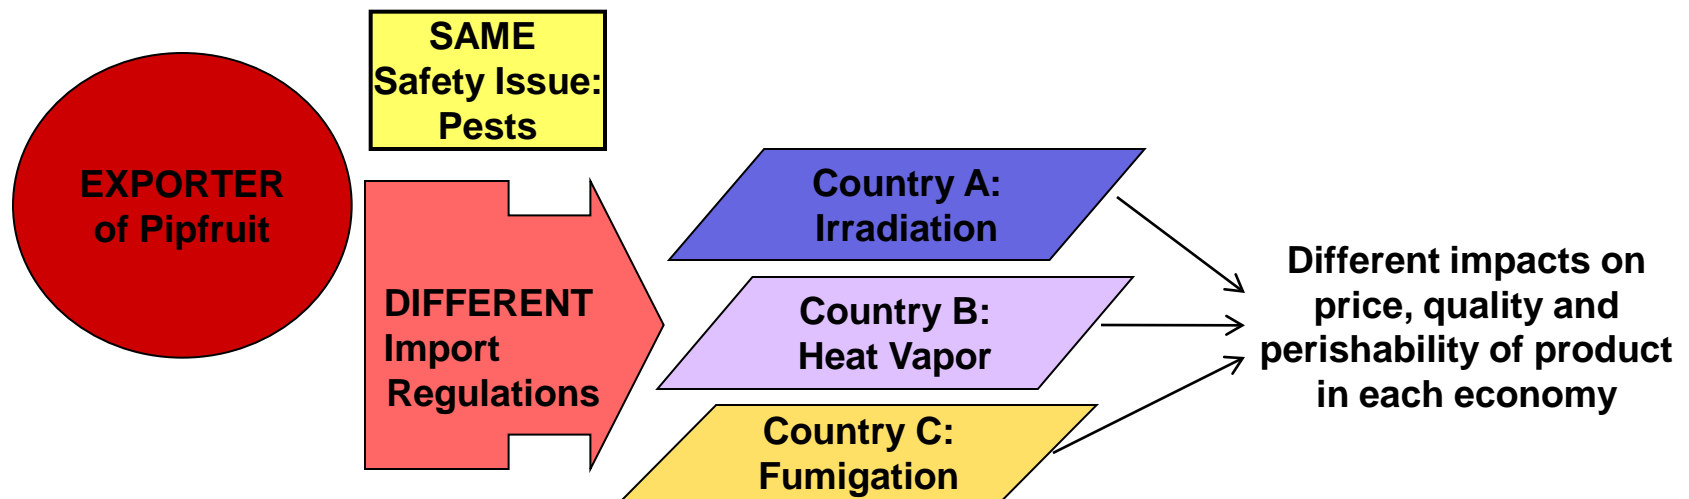 EXPORTER
of Pipfruit
SAME
Safety Issue:
Pests
DIFFERENT
Import
Regulations
Country A:
Irradiation
Country B:
Heat Vapor
Country C:
Fumigation
Different impacts on
price, quality and
perishability of product
in each economy